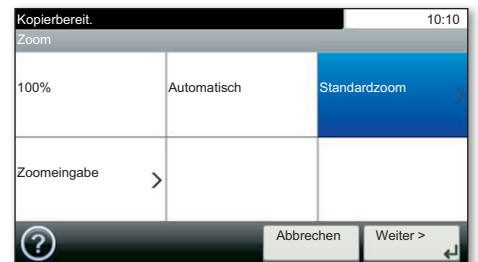 Kopierbereit. 10:10
Zoom
100% Automatisch Standardzoom >
Zoomeingabe >
? Abbrechen Weiter >